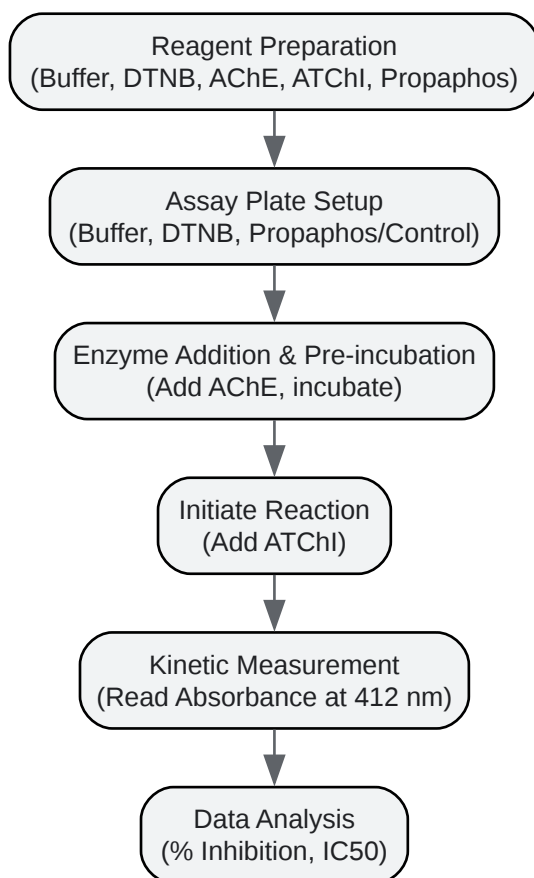 Reagent Preparation
(Buffer, DTNB, AChE, ATChI, Propaphos)
Assay Plate Setup
(Buffer, DTNB, Propaphos/Control)
Enzyme Addition & Pre-incubation
(Add AChE, incubate)
Initiate Reaction
(Add ATChI)
Kinetic Measurement
(Read Absorbance at 412 nm)
Data Analysis
(% Inhibition, IC50)